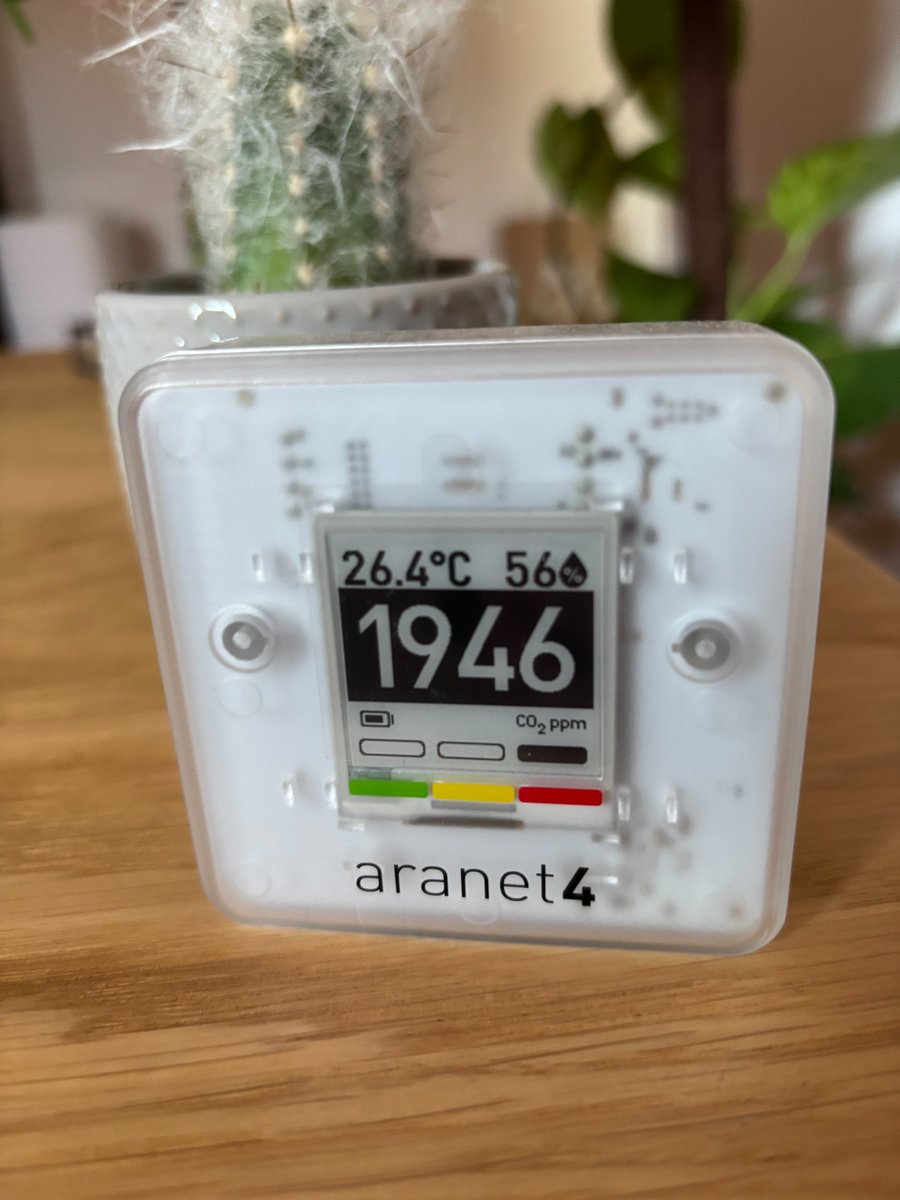 26.4°C 56%
1946
CO₂ ppm
aranet4